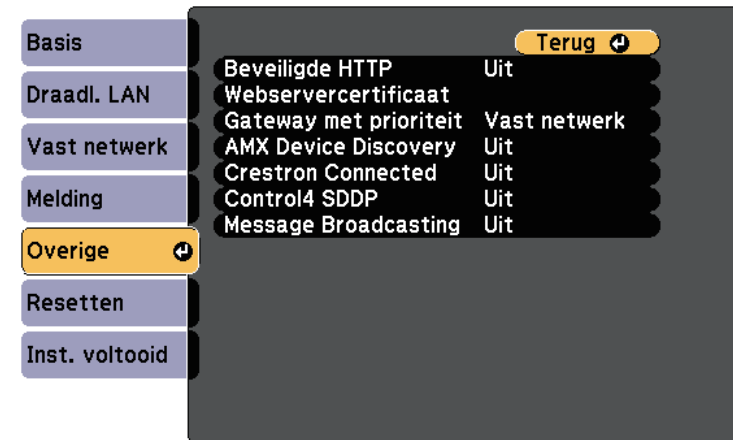 Basis
Draadl. LAN
Vast netwerk
Melding
Overige
Resetten
Inst. voltooid
Terug
Beveiligde HTTP Uit
Webservercertificaat
Gateway met prioriteit Vast netwerk
AMX Device Discovery Uit
Crestron Connected Uit
Control4 SDDP Uit
Message Broadcasting Uit